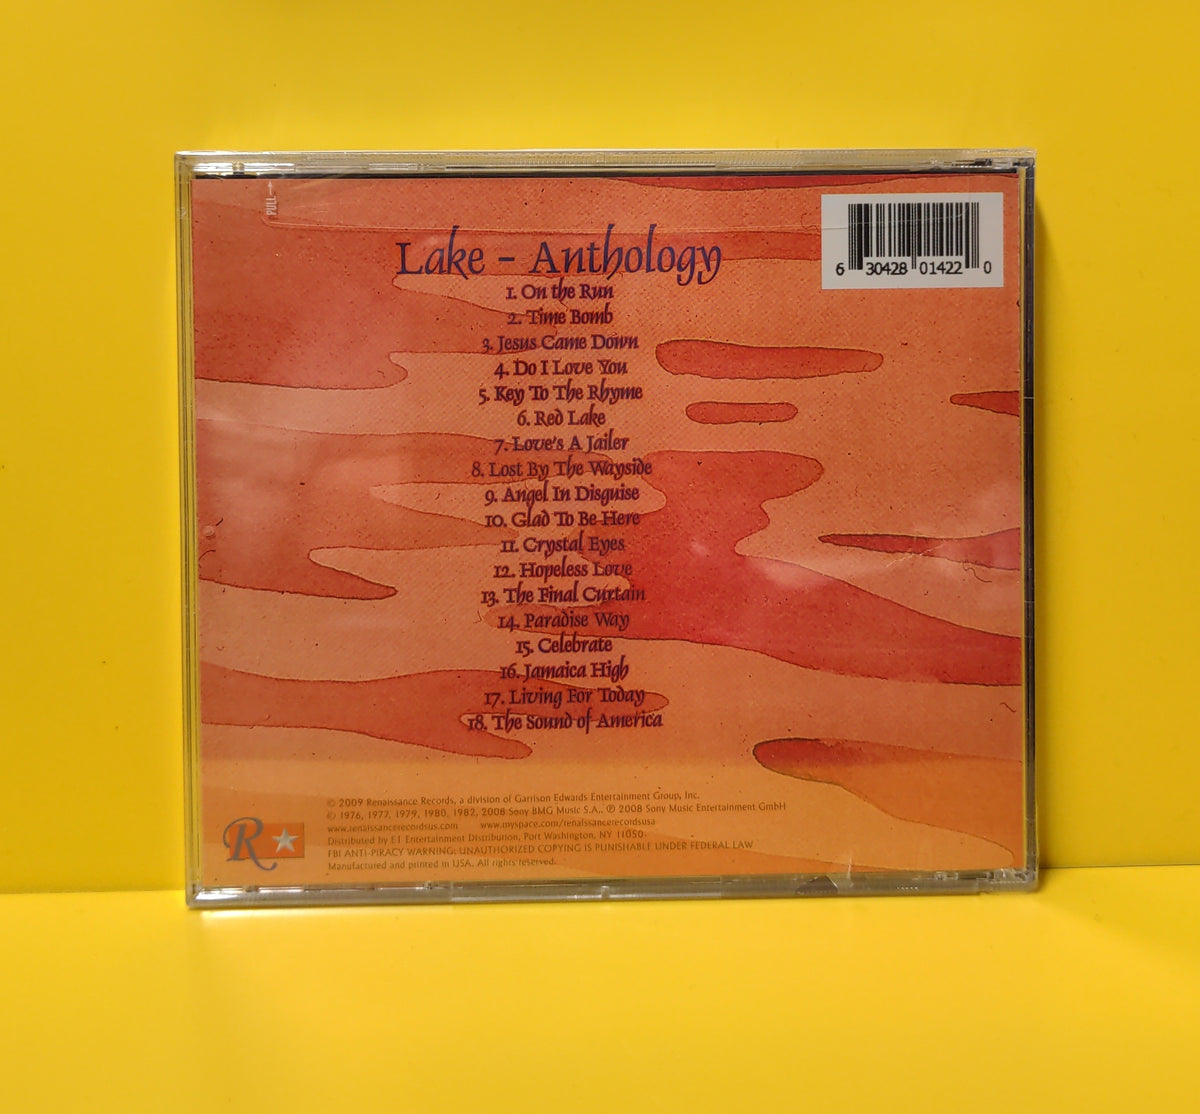 PULL
Lake - Anthology
6 30428 01422 0
1. On the Run
2. Time Bomb
3. Jesus Came Down
4. Do I Love You
5. Key To The Rhyme
6. Red Lake
7. Love's A Jailer
8. Lost By The Wayside
9. Angel In Disguise
10. Glad To Be Here
11. Crystal Eyes
12. Hopeless Love
13. The Final Curtain
14. Paradise Way
15. Celebrate
16. Jamaica High
17. Living For Today
18. The Sound of America
R
© 2009 Renaissance Records, a division of Garrison Edwards Entertainment Group, Inc.
© 1976, 1977, 1979, 1980, 1982, 2008 Sony BMG Music S.A., ℗ 2008 Sony Music Entertainment GmbH
www.renaissancerecordsus.com www.myspace.com/renaissancerecordsusa
Distributed by E1 Entertainment Distribution, Port Washington, NY 11050
FBI ANTI-PIRACY WARNING: UNAUTHORIZED COPYING IS PUNISHABLE UNDER FEDERAL LAW
Manufactured and printed in USA. All rights reserved.